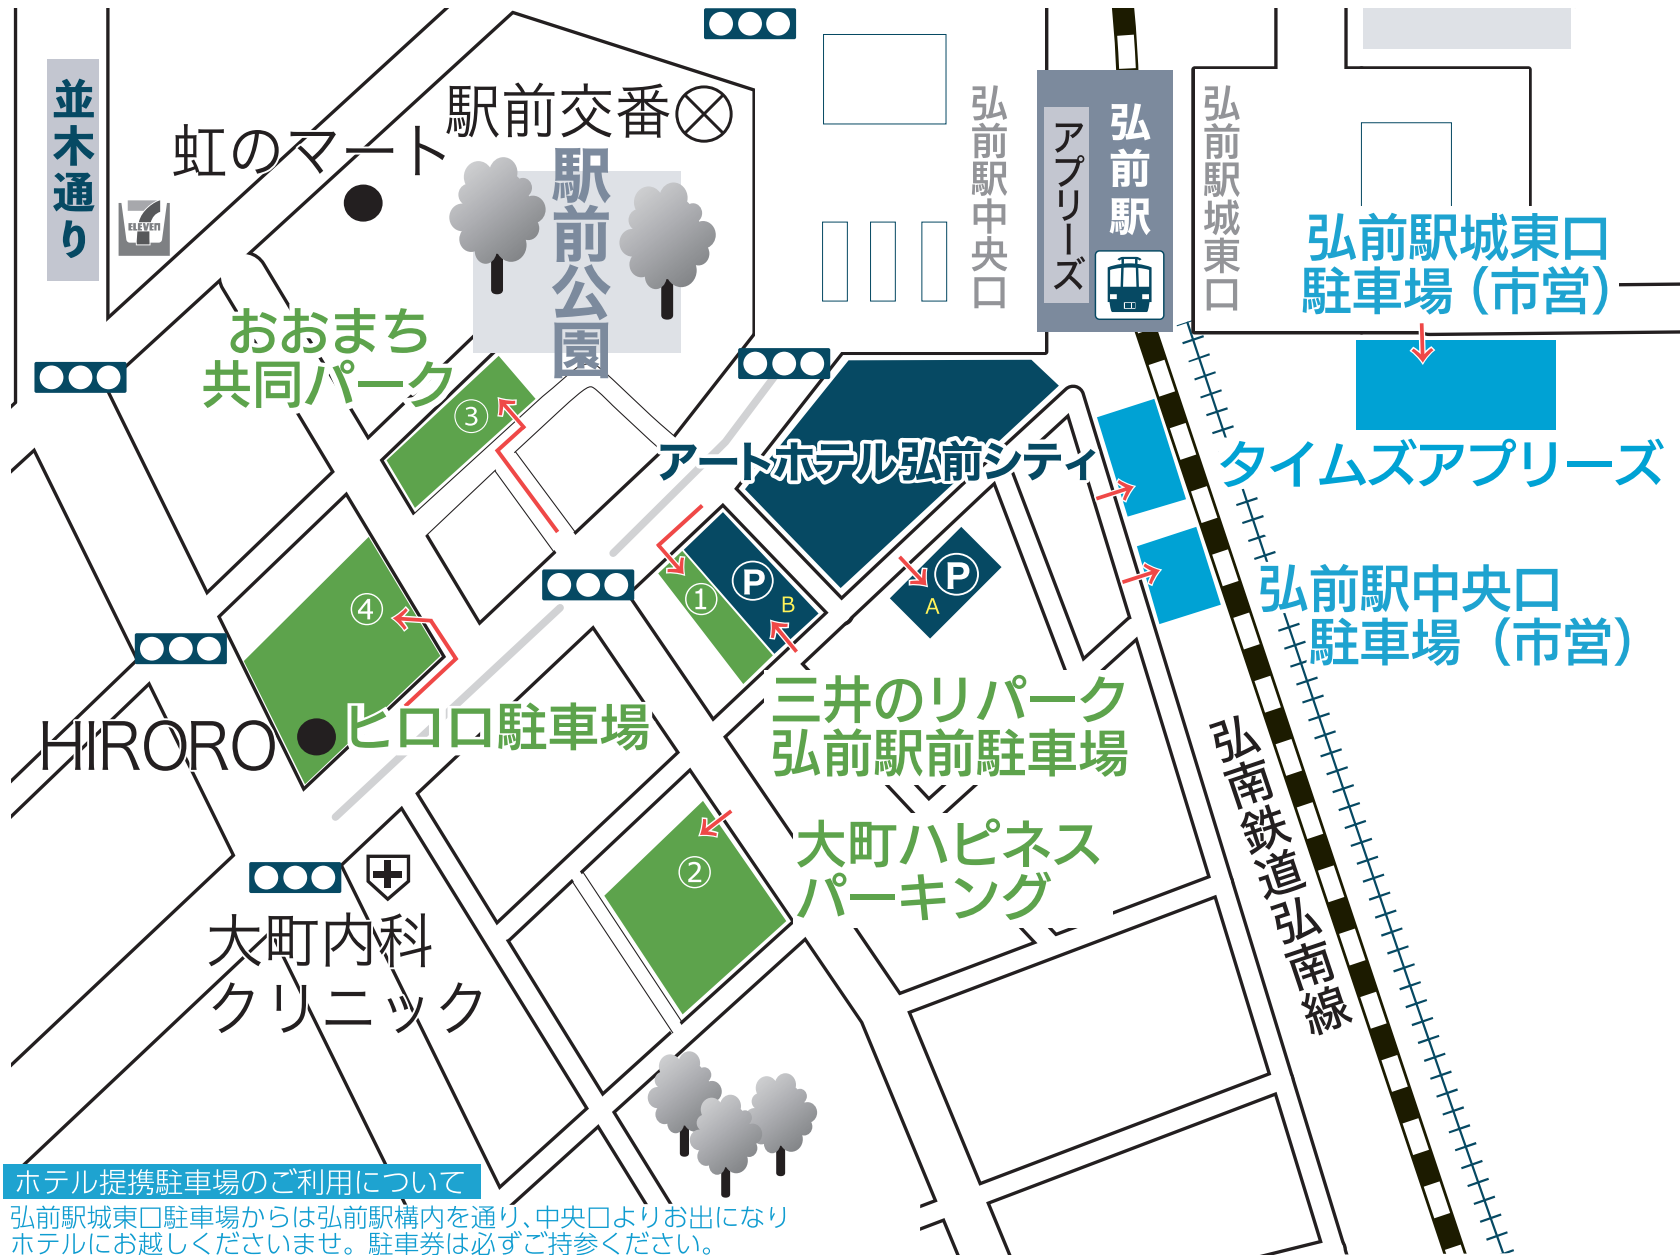 並木通り
ELEVEN
虹のマート
駅前交番
駅前公園
弘前駅中央口
アプリーズ
弘前駅
弘前駅城東口
弘前駅城東口
駐車場（市営）
おおまち
共同パーク
③
アートホテル弘前シティ
タイムズアプリーズ
P
B
①
P
A
弘前駅中央口
駐車場（市営）
④
HIRORO
ヒロロ駐車場
三井のリパーク
弘前駅前駐車場
大町ハピネス
パーキング
②
弘南鉄道弘南線
大町内科
クリニック
ホテル提携駐車場のご利用について
弘前駅城東口駐車場からは弘前駅構内を通り、中央口よりお出になり
ホテルにお越しくださいませ。駐車券は必ずご持参ください。